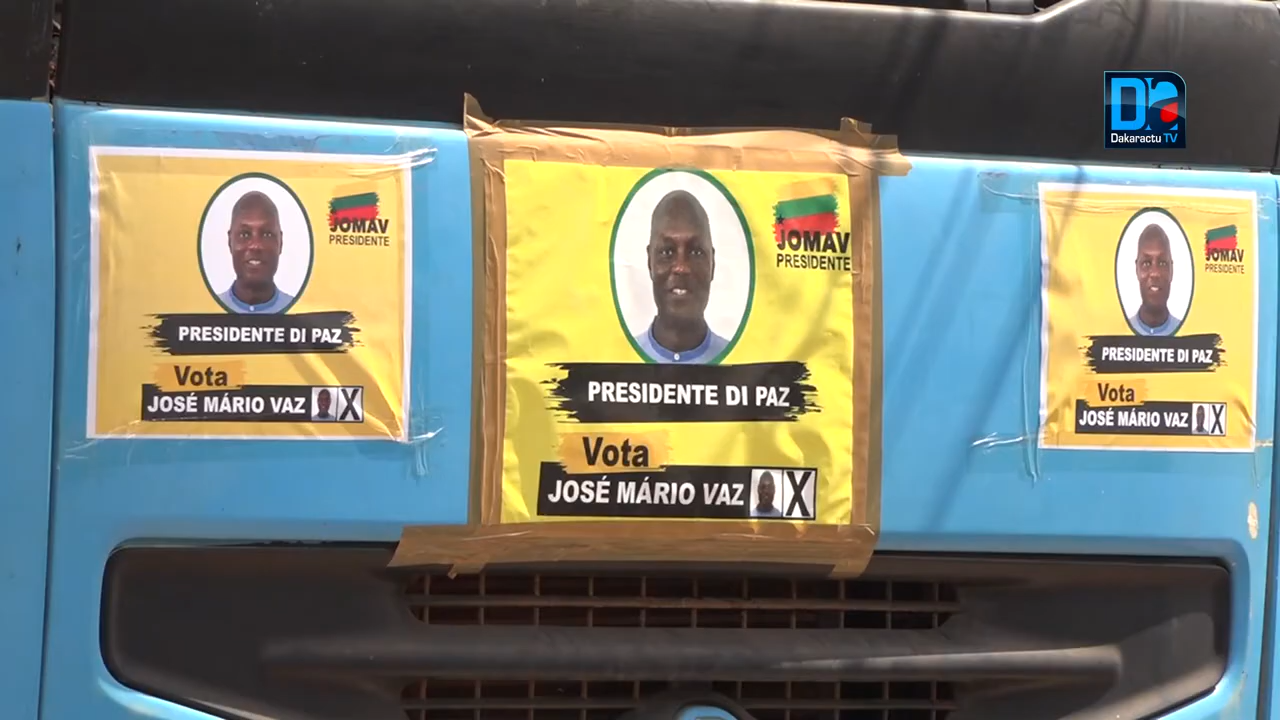 Dakaractu TV
JOMAV
PRESIDENTE
PRESIDENTE DI PAZ
Vota
JOSÉ MÁRIO VAZ X
JOMAV
PRESIDENTE
PRESIDENTE DI PAZ
Vota
JOSÉ MÁRIO VAZ X
JOMAV
PRESIDENTE
PRESIDENTE DI PAZ
Vota
JOSÉ MÁRIO VAZ X